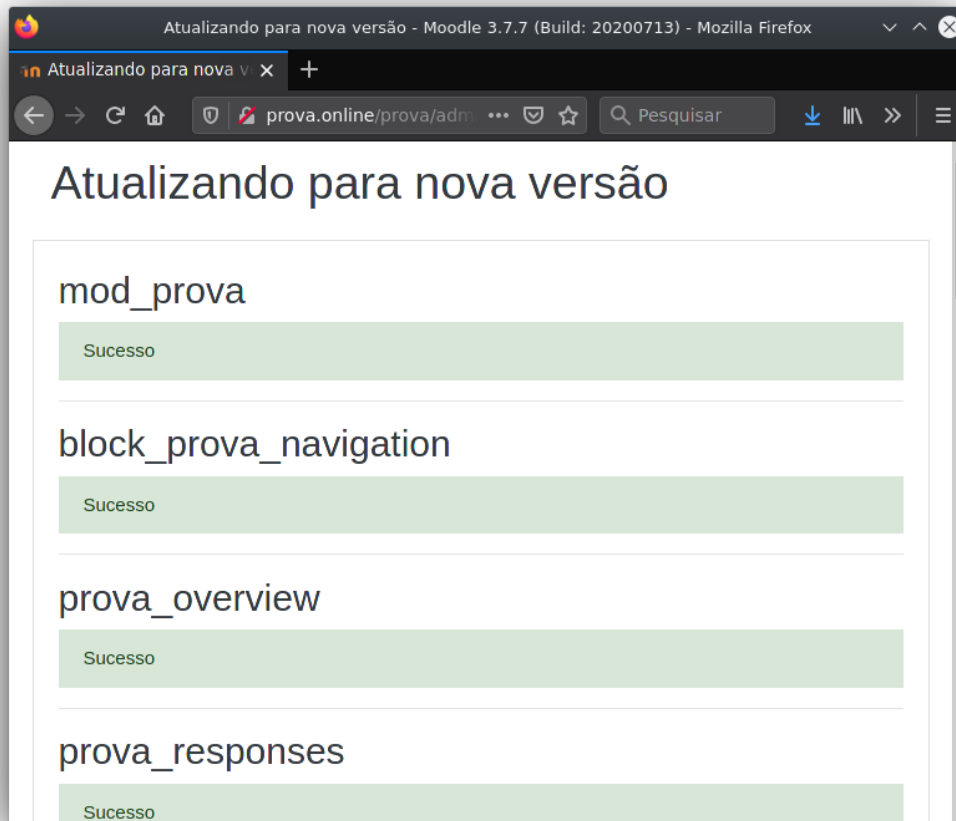 Atualizando para nova versão - Moodle 3.7.7 (Build: 20200713) - Mozilla Firefox
Atualizando para nova v
prova.online/prova/adm
Pesquisar
Atualizando para nova versão
mod_prova
Sucesso
block_prova_navigation
Sucesso
prova_overview
Sucesso
prova_responses
Sucesso